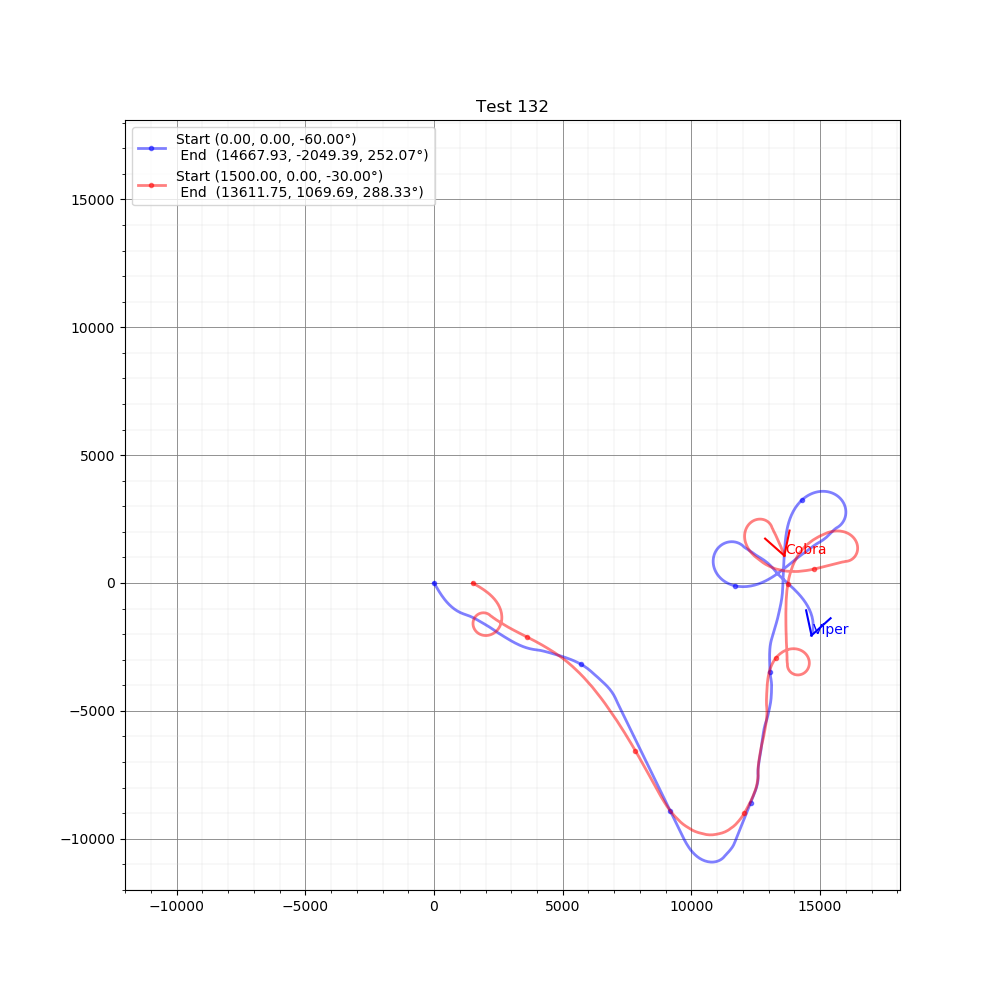 Test 132
Start (0.00, 0.00, -60.00°)
End  (14667.93, -2049.39, 252.07°)
Start (1500.00, 0.00, -30.00°)
End  (13611.75, 1069.69, 288.33°)
15000
10000
5000
0
−5000
−10000
Cobra
Viper
−10000
−5000
0
5000
10000
15000